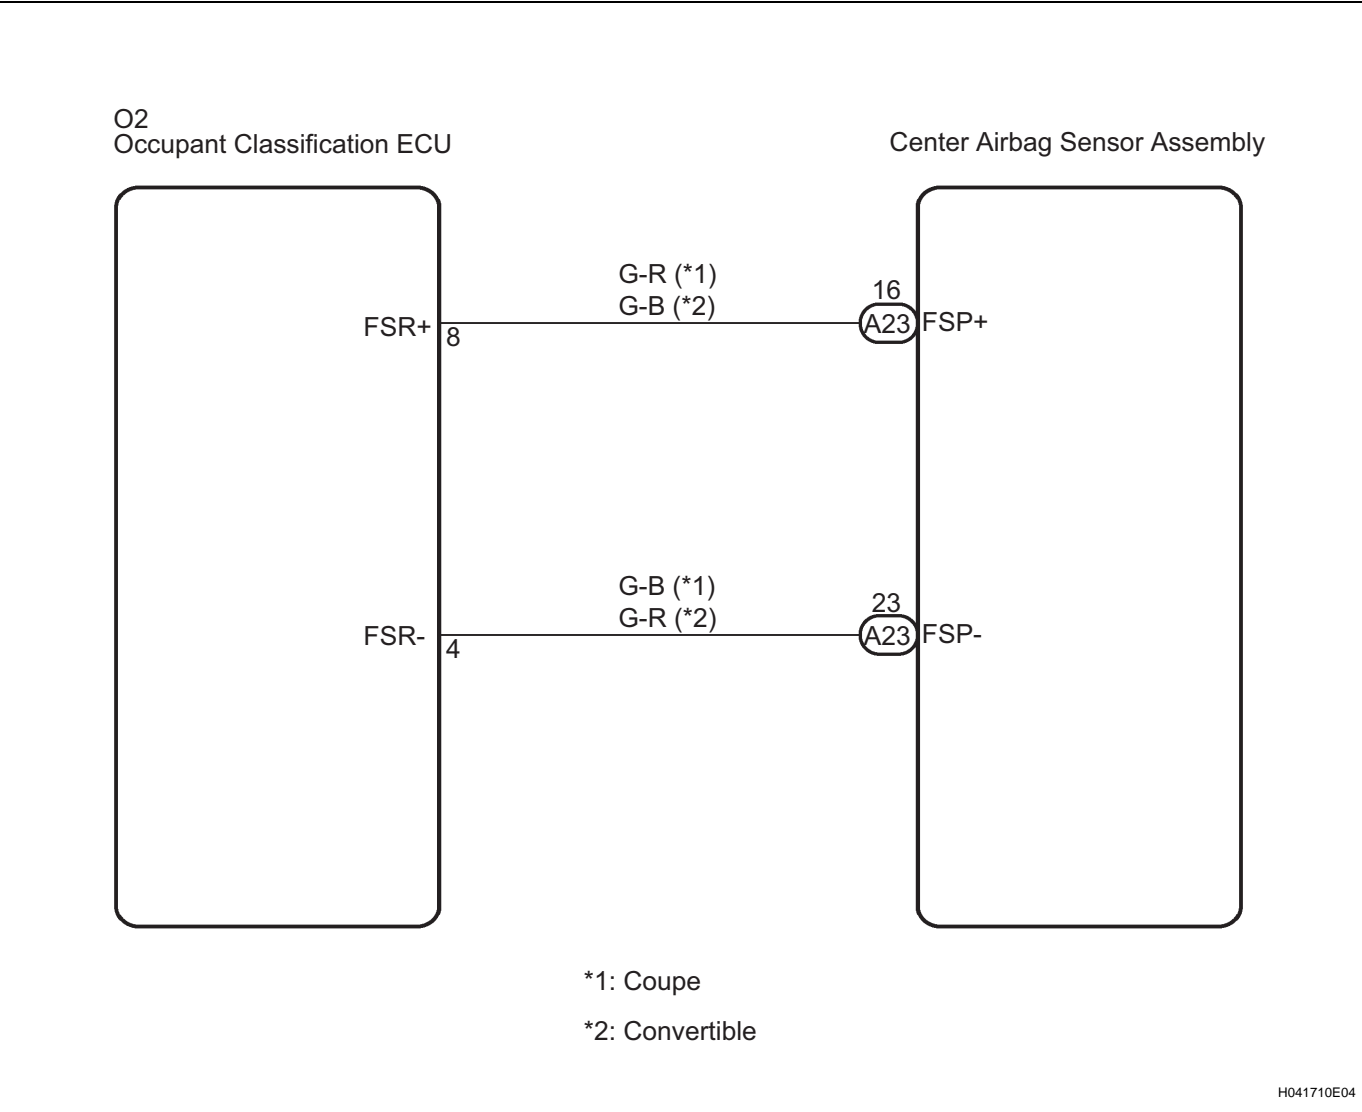 O2
Occupant Classification ECU
Center Airbag Sensor Assembly
G-R (*1)
G-B (*2)
16
FSR+
8
A23
FSP+
G-B (*1)
G-R (*2)
23
FSR-
4
A23
FSP-
*1: Coupe
*2: Convertible
H041710E04